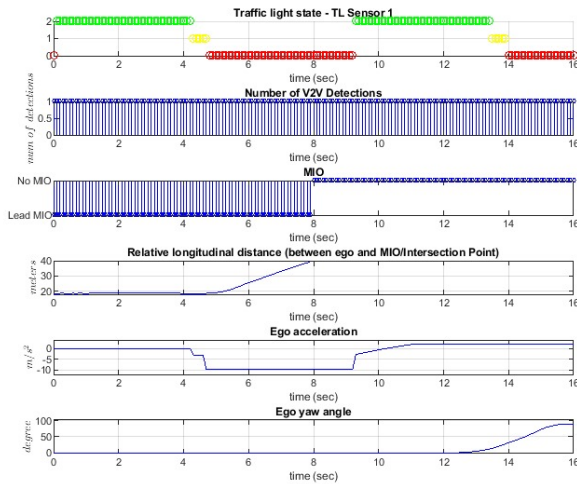 Traffic light state - TL Sensor 1
2
1
0
0 2 4 6 8 10 12 14 16
time (sec)
Number of V2V Detections
num of detections
1
0.5
0
0 2 4 6 8 10 12 14 16
time (sec)
MIO
No MIO
Lead MIO
0 2 4 6 8 10 12 14 16
time (sec)
Relative longitudinal distance (between ego and MIO/Intersection Point)
meters
40
30
20
0 2 4 6 8 10 12 14 16
time (sec)
Ego acceleration
m/s²
0
-5
-10
0 2 4 6 8 10 12 14 16
time (sec)
Ego yaw angle
degree
100
50
0
0 2 4 6 8 10 12 14 16
time (sec)